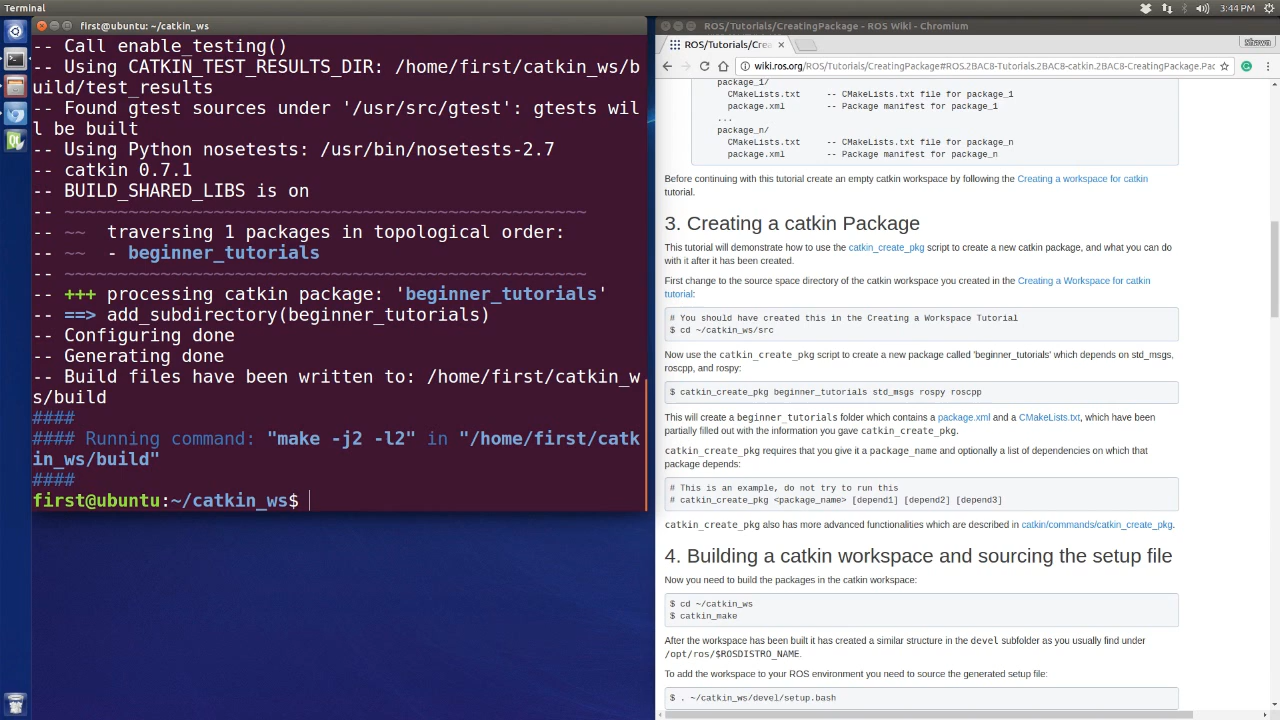 Terminal
3:44 PM
first@ubuntu: ~/catkin_ws
-- Call enable_testing()
-- Using CATKIN_TEST_RESULTS_DIR: /home/first/catkin_ws/b
uild/test_results
-- Found gtest sources under '/usr/src/gtest': gtests wil
l be built
-- Using Python nosetests: /usr/bin/nosetests-2.7
-- catkin 0.7.1
-- BUILD_SHARED_LIBS is on
-- ~~~~~~~~~~~~~~~~~~~~~~~~~~~~~~~~~~~~~~~~~~~~~~~~~
-- ~~  traversing 1 packages in topological order:
-- ~~  - beginner_tutorials
-- ~~~~~~~~~~~~~~~~~~~~~~~~~~~~~~~~~~~~~~~~~~~~~~~~~
-- +++ processing catkin package: 'beginner_tutorials'
-- ==> add_subdirectory(beginner_tutorials)
-- Configuring done
-- Generating done
-- Build files have been written to: /home/first/catkin_w
s/build
####
#### Running command: "make -j2 -l2" in "/home/first/catk
in_ws/build"
####
first@ubuntu:~/catkin_ws$
ROS/Tutorials/CreatingPackage - ROS Wiki - Chromium
ROS/Tutorials/Crea
Shawn
wiki.ros.org/ROS/Tutorials/CreatingPackage#ROS.2BAC8-Tutorials.2BAC8-catkin.2BAC8-CreatingPackage.Pac
package_1/
CMakeLists.txt -- CMakeLists.txt file for package_1
package.xml -- Package manifest for package_1
...
package_n/
CMakeLists.txt -- CMakeLists.txt file for package_n
package.xml -- Package manifest for package_n
Before continuing with this tutorial create an empty catkin workspace by following the Creating a workspace for catkin
tutorial.
3. Creating a catkin Package
This tutorial will demonstrate how to use the catkin_create_pkg script to create a new catkin package, and what you can do
with it after it has been created.
First change to the source space directory of the catkin workspace you created in the Creating a Workspace for catkin
tutorial:
# You should have created this in the Creating a Workspace Tutorial
$ cd ~/catkin_ws/src
Now use the catkin_create_pkg script to create a new package called 'beginner_tutorials' which depends on std_msgs,
roscpp, and rospy:
$ catkin_create_pkg beginner_tutorials std_msgs rospy roscpp
This will create a beginner_tutorials folder which contains a package.xml and a CMakeLists.txt, which have been
partially filled out with the information you gave catkin_create_pkg.
catkin_create_pkg requires that you give it a package_name and optionally a list of dependencies on which that
package depends:
# This is an example, do not try to run this
# catkin_create_pkg <package_name> [depend1] [depend2] [depend3]
catkin_create_pkg also has more advanced functionalities which are described in catkin/commands/catkin_create_pkg.
4. Building a catkin workspace and sourcing the setup file
Now you need to build the packages in the catkin workspace:
$ cd ~/catkin_ws
$ catkin_make
After the workspace has been built it has created a similar structure in the devel subfolder as you usually find under
/opt/ros/$ROSDISTRO_NAME.
To add the workspace to your ROS environment you need to source the generated setup file:
$ . ~/catkin_ws/devel/setup.bash